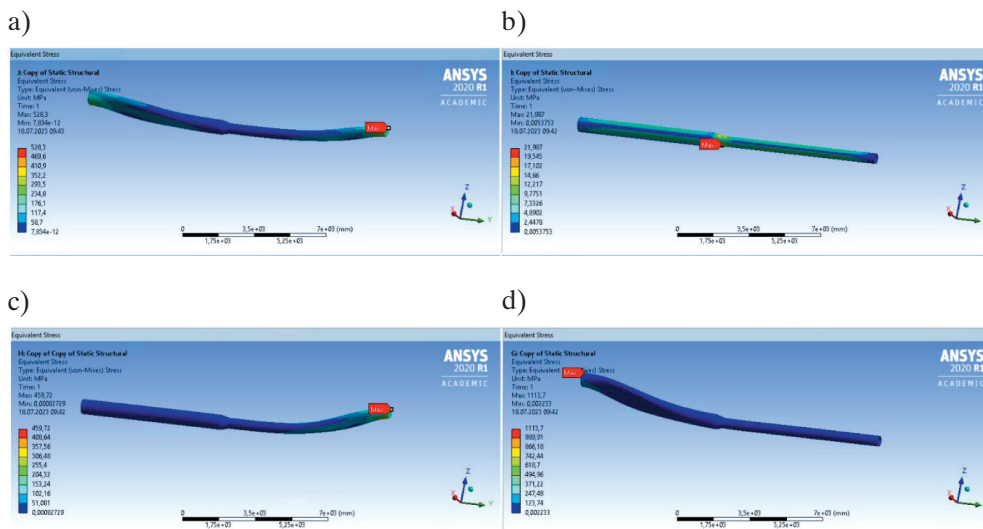 a)
Equivalent Stress
J: Copy of Static Structural
Equivalent Stress
Type: Equivalent (von-Mises) Stress
Unit: MPa
Time: 1
Max: 528,3
Min: 7,834e-12
18.07.2023 09:43
528,3
469,6
410,9
352,2
293,5
234,8
176,1
117,4
58,7
7,834e-12
Max
ANSYS
2020 R1
ACADEMIC
Z
X
Y
0
3,5e+03
7e+03 (mm)
1,75e+03
5,25e+03
b)
Equivalent Stress
I: Copy of Static Structural
Equivalent Stress
Type: Equivalent (von-Mises) Stress
Unit: MPa
Time: 1
Max: 21,987
Min: 0,0053753
18.07.2023 09:42
21,987
19,545
17,102
14,66
12,217
9,7751
7,3326
4,8902
2,4478
0,0053753
Max
ANSYS
2020 R1
ACADEMIC
Z
X
Y
0
3,5e+03
7e+03 (mm)
1,75e+03
5,25e+03
c)
Equivalent Stress
H: Copy of Copy of Static Structural
Equivalent Stress
Type: Equivalent (von-Mises) Stress
Unit: MPa
Time: 1
Max: 459,72
Min: 0,00082729
18.07.2023 09:42
459,72
408,64
357,56
306,48
255,4
204,32
153,24
102,16
51,081
0,00082729
Max
ANSYS
2020 R1
ACADEMIC
Z
X
Y
0
3,5e+03
7e+03 (mm)
1,75e+03
5,25e+03
d)
Equivalent Stress
G: Copy of Static Structural
Equivalent Stress
Type: Equivalent (von-Mises) Stress
Unit: MPa
Time: 1
Max: 1113,7
Min: 0,002233
18.07.2023 09:42
1113,7
989,91
866,18
742,44
618,7
494,96
371,22
247,48
123,74
0,002233
Max
ANSYS
2020 R1
ACADEMIC
Z
X
Y
0
3,5e+03
7e+03 (mm)
1,75e+03
5,25e+03